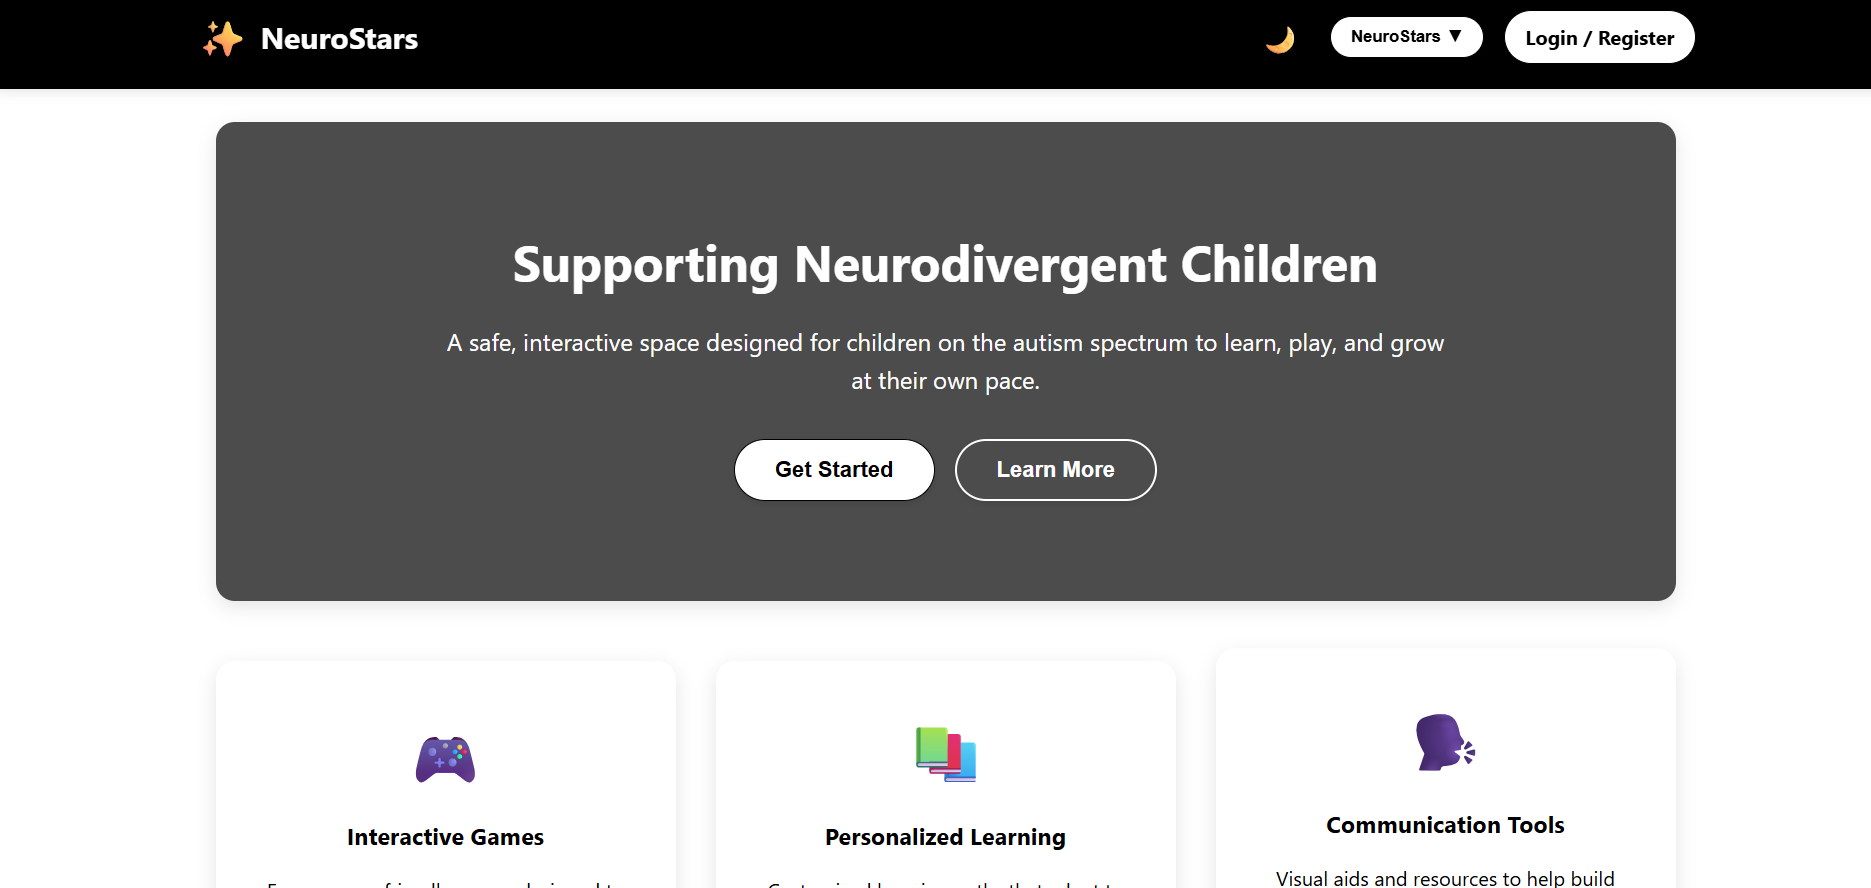 NeuroStars
NeuroStars ▼
Login / Register
Supporting Neurodivergent Children
A safe, interactive space designed for children on the autism spectrum to learn, play, and grow
at their own pace.
Get Started
Learn More
Interactive Games
Personalized Learning
Communication Tools
Visual aids and resources to help build